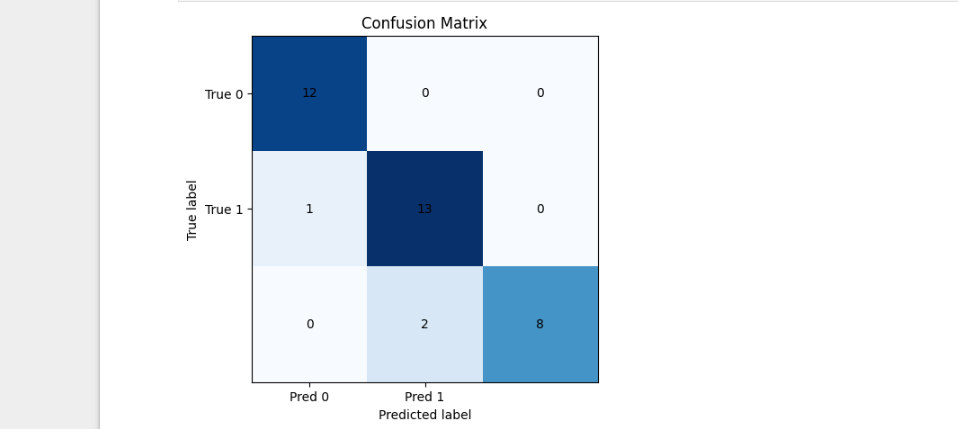 Confusion Matrix
True 0
12 0 0
True label
True 1
1 13 0
0 2 8
Pred 0 Pred 1
Predicted label